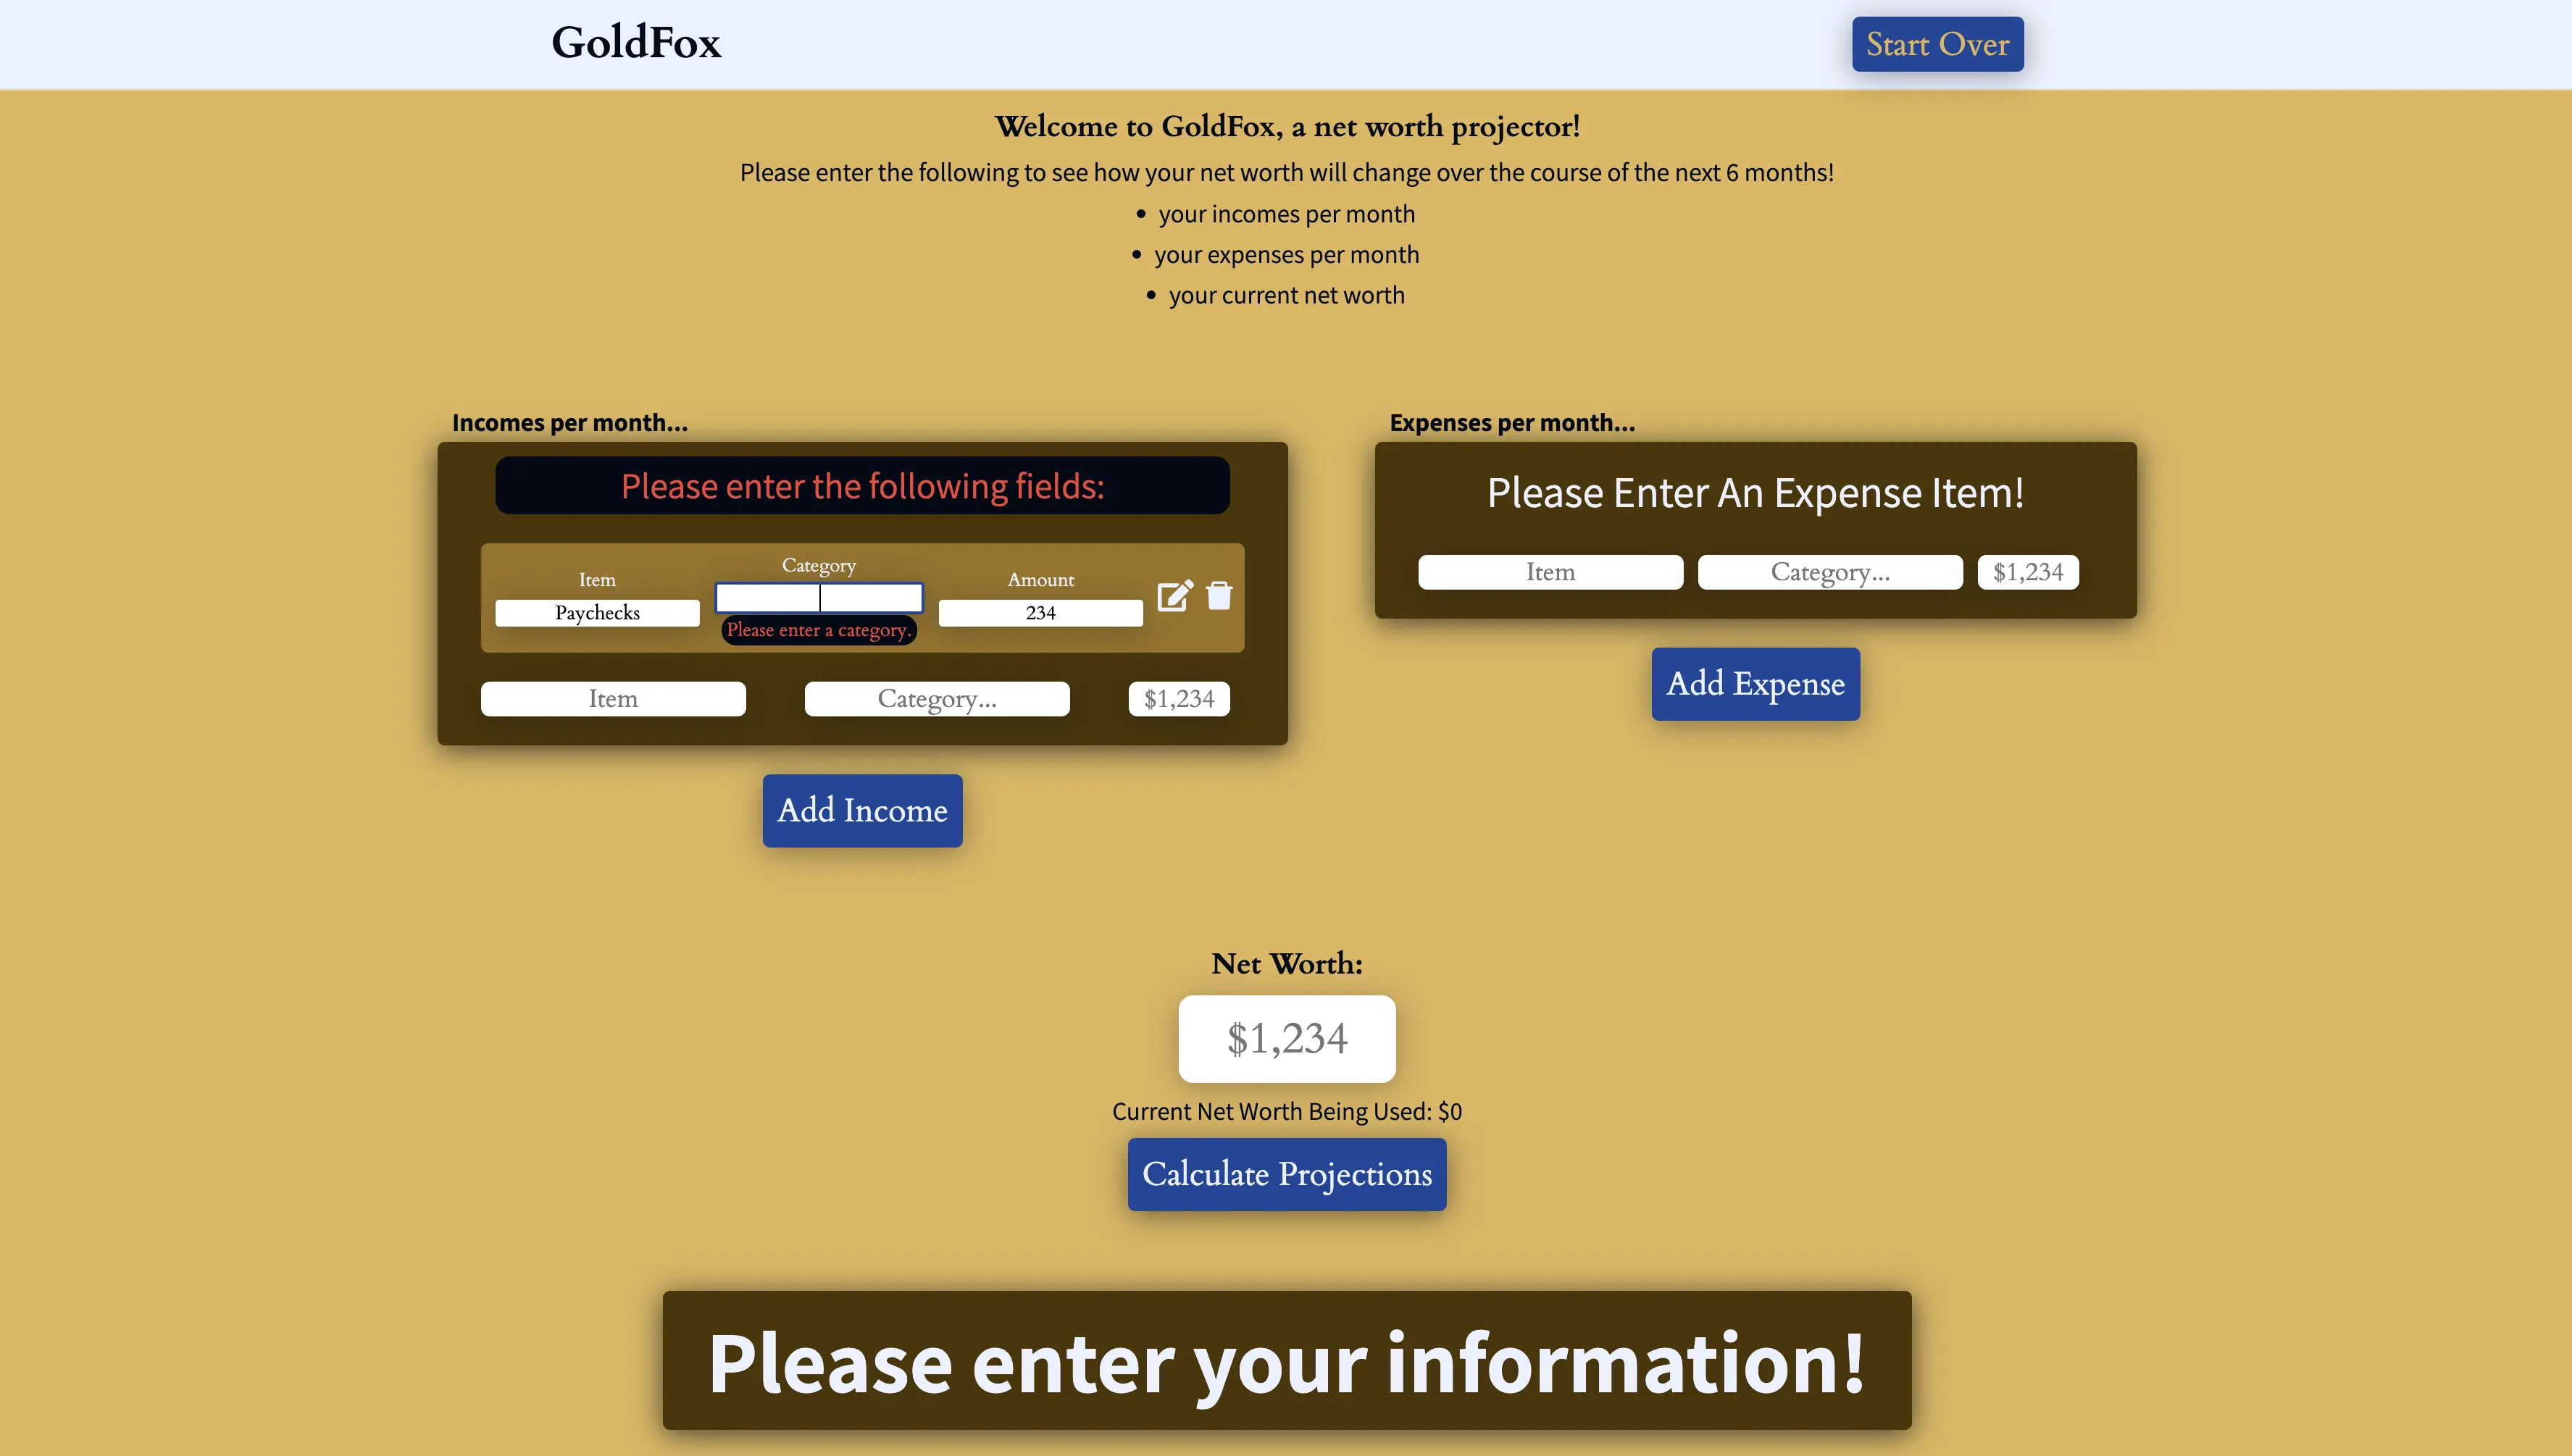 GoldFox
Start Over
Welcome to GoldFox, a net worth projector!
Please enter the following to see how your net worth will change over the course of the next 6 months!
• your incomes per month
• your expenses per month
• your current net worth
Incomes per month...
Please enter the following fields:
Item
Category
Amount
Paychecks
234
Please enter a category.
Item
Category...
$1,234
Add Income
Expenses per month...
Please Enter An Expense Item!
Item
Category...
$1,234
Add Expense
Net Worth:
$1,234
Current Net Worth Being Used: $0
Calculate Projections
Please enter your information!